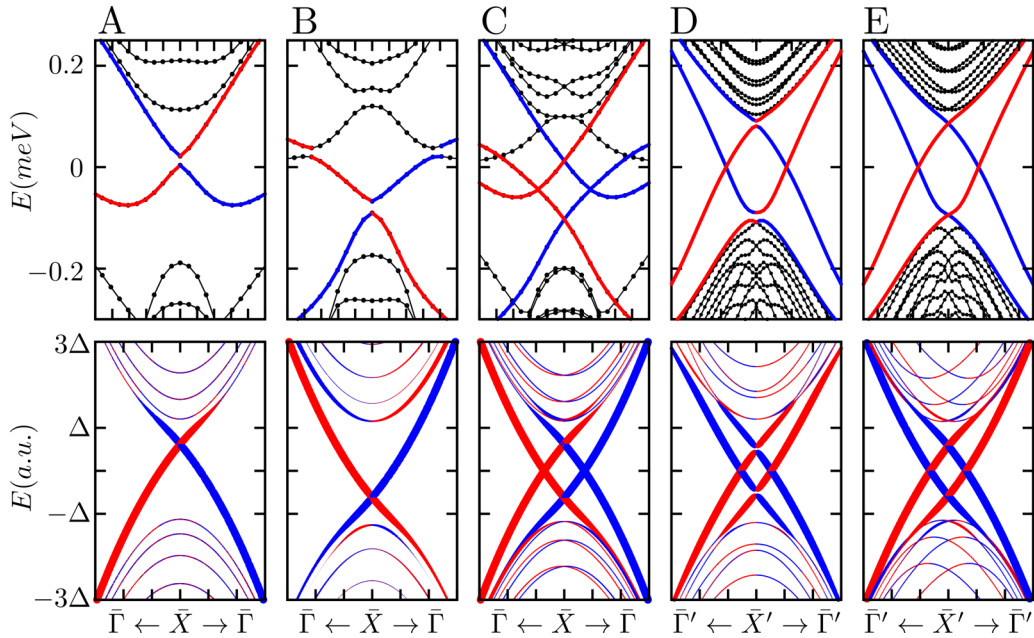 A B C D E
0.2
E(meV)
0
−0.2
3Δ
Δ
E(a.u.)
−Δ
−3Δ
Γ̄ ← X̄ → Γ̄ Γ̄ ← X̄ → Γ̄ Γ̄ ← X̄ → Γ̄ Γ̄′ ← X̄′ → Γ̄′ Γ̄′ ← X̄′ → Γ̄′